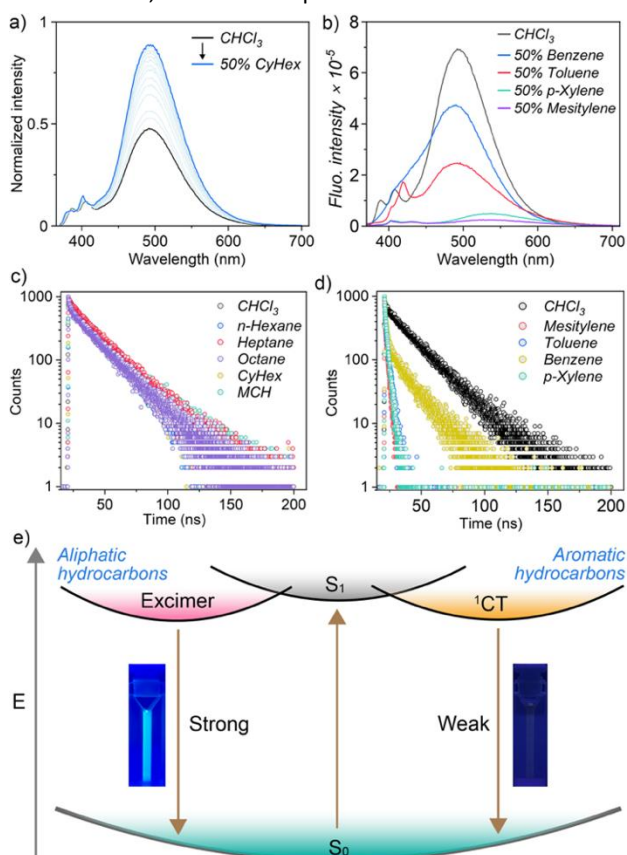 a)
Normalized intensity
1
0.5
0
CHCl3
50% CyHex
400 500 600 700
Wavelength (nm)
b)
Fluo. intensity × 10-5
8
6
4
2
0
CHCl3
50% Benzene
50% Toluene
50% p-Xylene
50% Mesitylene
400 500 600 700
Wavelength (nm)
c)
Counts
1000
100
10
1
CHCl3
n-Hexane
Heptane
Octane
CyHex
MCH
50 100 150 200
Time (ns)
d)
Counts
1000
100
10
1
CHCl3
Mesitylene
Toluene
Benzene
p-Xylene
50 100 150 200
Time (ns)
e)
E
Aliphatic
hydrocarbons
Aromatic
hydrocarbons
Excimer
S1
1CT
Strong
Weak
S0